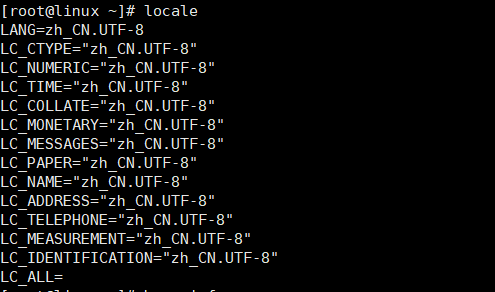 [root@linux ~]# locale
LANG=zh_CN.UTF-8
LC_CTYPE="zh_CN.UTF-8"
LC_NUMERIC="zh_CN.UTF-8"
LC_TIME="zh_CN.UTF-8"
LC_COLLATE="zh_CN.UTF-8"
LC_MONETARY="zh_CN.UTF-8"
LC_MESSAGES="zh_CN.UTF-8"
LC_PAPER="zh_CN.UTF-8"
LC_NAME="zh_CN.UTF-8"
LC_ADDRESS="zh_CN.UTF-8"
LC_TELEPHONE="zh_CN.UTF-8"
LC_MEASUREMENT="zh_CN.UTF-8"
LC_IDENTIFICATION="zh_CN.UTF-8"
LC_ALL=